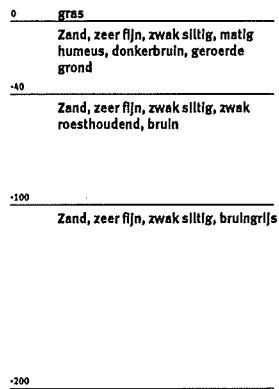 0 gras
Zand, zeer fijn, zwak siltig, matig
humeus, donkerbruin, geroerde
grond
-40
Zand, zeer fijn, zwak siltig, zwak
roesthoudend, bruin
-100
Zand, zeer fijn, zwak siltig, bruingrijs
-200